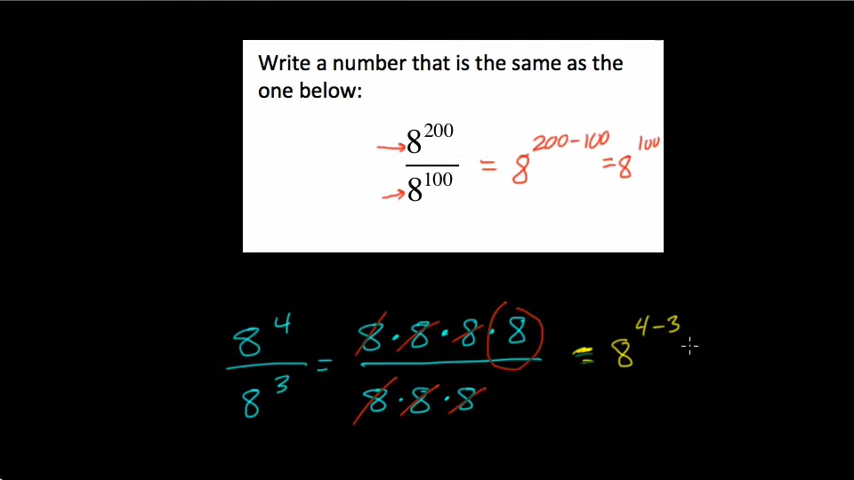 Write a number that is the same as the
one below:
8^200 / 8^100 = 8^200-100 = 8^100
8^4 / 8^3 = 8·8·8·8 / 8·8·8 = 8^4-3